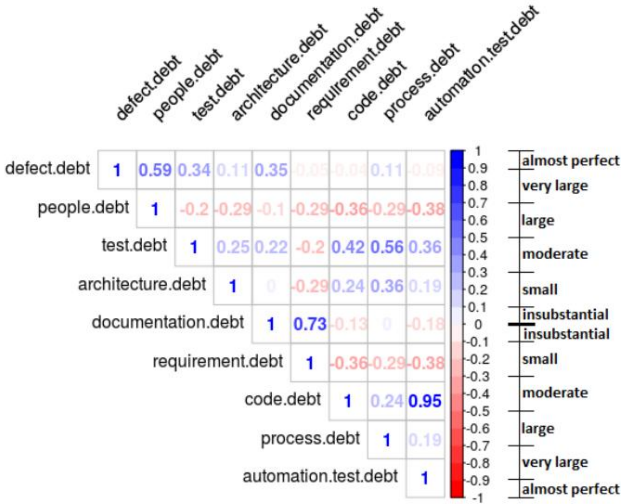 defect.debt
people.debt
test.debt
architecture.debt
documentation.debt
requirement.debt
code.debt
process.debt
automation.test.debt
defect.debt 1 0.59 0.34 0.11 0.35 -0.05 -0.04 0.11 -0.09
people.debt 1 -0.2 -0.29 -0.1 -0.29 -0.36 -0.29 -0.38
test.debt 1 0.25 0.22 -0.2 0.42 0.56 0.36
architecture.debt 1 0 -0.29 0.24 0.36 0.19
documentation.debt 1 0.73 -0.13 0 -0.18
requirement.debt 1 -0.36 -0.29 -0.38
code.debt 1 0.24 0.95
process.debt 1 0.19
automation.test.debt 1
1
0.9
0.8
0.7
0.6
0.5
0.4
0.3
0.2
0.1
0
-0.1
-0.2
-0.3
-0.4
-0.5
-0.6
-0.7
-0.8
-0.9
-1
almost perfect
very large
large
moderate
small
insubstantial
insubstantial
small
moderate
large
very large
almost perfect